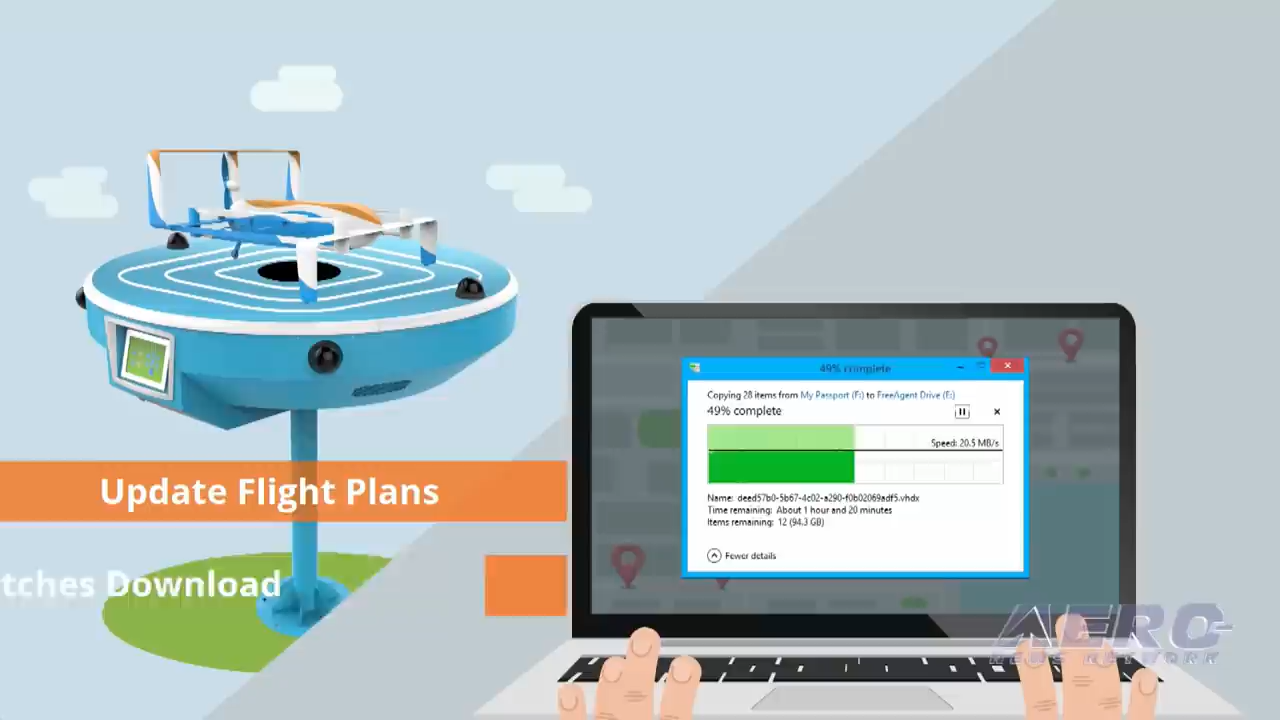 Update Flight Plans
tches Download
49% complete
Copying 28 items from My Passport (F:) to FreeAgent Drive (E:)
49% complete
Speed: 20.5 MB/s
Name: deed57b0-5b67-4c02-a290-f0b02069adf5.vhdx
Time remaining: About 1 hour and 20 minutes
Items remaining: 12 (94.3 GB)
Fewer details
AERO
NEWS NETWORK